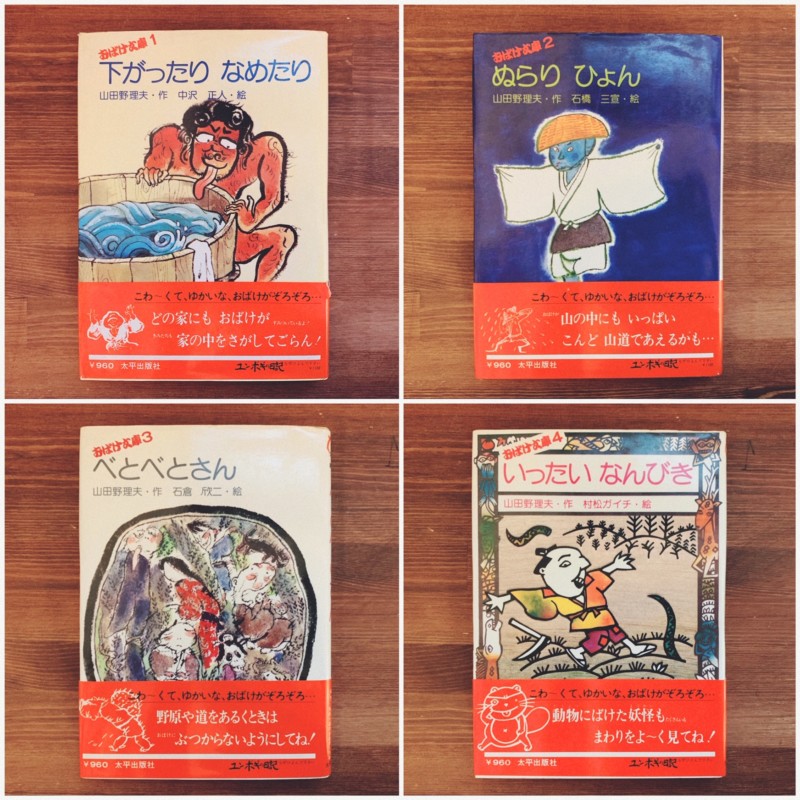 おばけ文庫1
下がったり なめたり
山田野理夫・作 中沢 正人・絵
こわ〜くて、ゆかいな、おばけがぞろぞろ…
どの家にも おばけが
家の中をさがしてごらん!
¥960 太平出版社
おばけ文庫2
ぬらり ひょん
山田野理夫・作 石橋 三宣・絵
こわ〜くて、ゆかいな、おばけがぞろぞろ…
山の中にも いっぱい
こんど 山道であえるかも…
¥960 太平出版社
おばけ文庫3
べとべとさん
山田野理夫・作 石倉 欣二・絵
こわ〜くて、ゆかいな、おばけがぞろぞろ…
野原や道をあるくときは
おばけに ぶつからないようにしてね!
¥960 太平出版社
おばけ文庫4
いったい なんびき
山田野理夫・作 村松ガイチ・絵
こわ〜くて、ゆかいな、おばけがぞろぞろ…
動物にばけた妖怪も
まわりをよ〜く見てね!
¥960 太平出版社